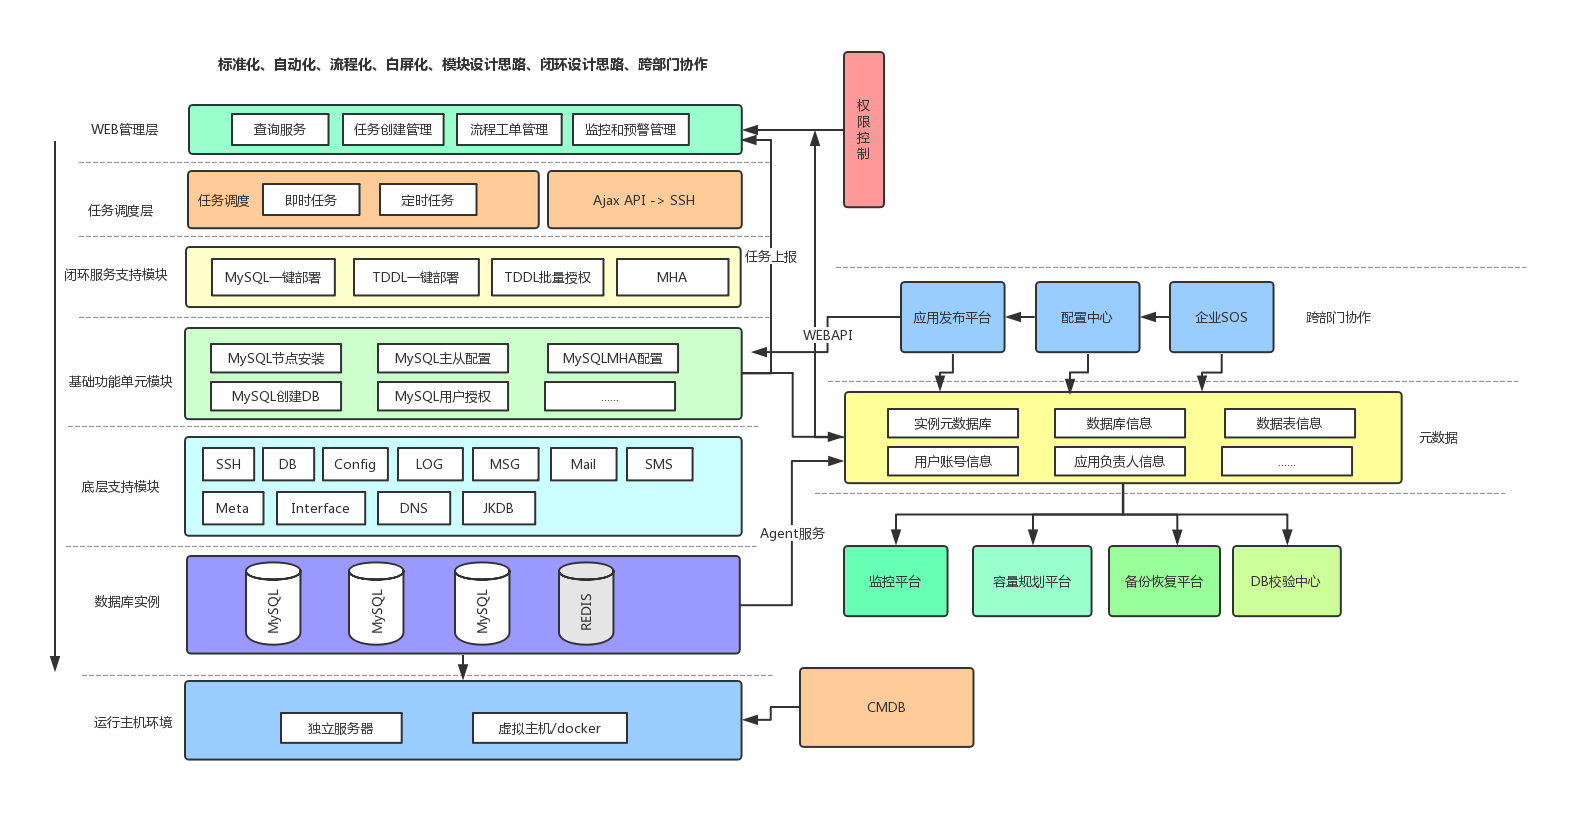 标准化、自动化、流程化、白屏化、模块设计思路、闭环设计思路、跨部门协作
WEB管理层
查询服务
任务创建管理
流程工单管理
监控和预警管理
权限控制
任务调度层
任务调度
即时任务
定时任务
Ajax API -> SSH
任务上报
闭环服务支持模块
MySQL一键部署
TDDL一键部署
TDDL批量授权
MHA
WEBAPI
应用发布平台
配置中心
企业SOS
跨部门协作
基础功能单元模块
MySQL节点安装
MySQL主从配置
MySQLMHA配置
MySQL创建DB
MySQL用户授权
......
实例元数据库
数据库信息
数据表信息
用户账号信息
应用负责人信息
......
元数据
底层支持模块
SSH
DB
Config
LOG
MSG
Mail
SMS
Meta
Interface
DNS
JKDB
Agent服务
监控平台
容量规划平台
备份恢复平台
DB校验中心
数据库实例
MySQL
MySQL
MySQL
REDIS
运行主机环境
独立服务器
虚拟主机/docker
CMDB